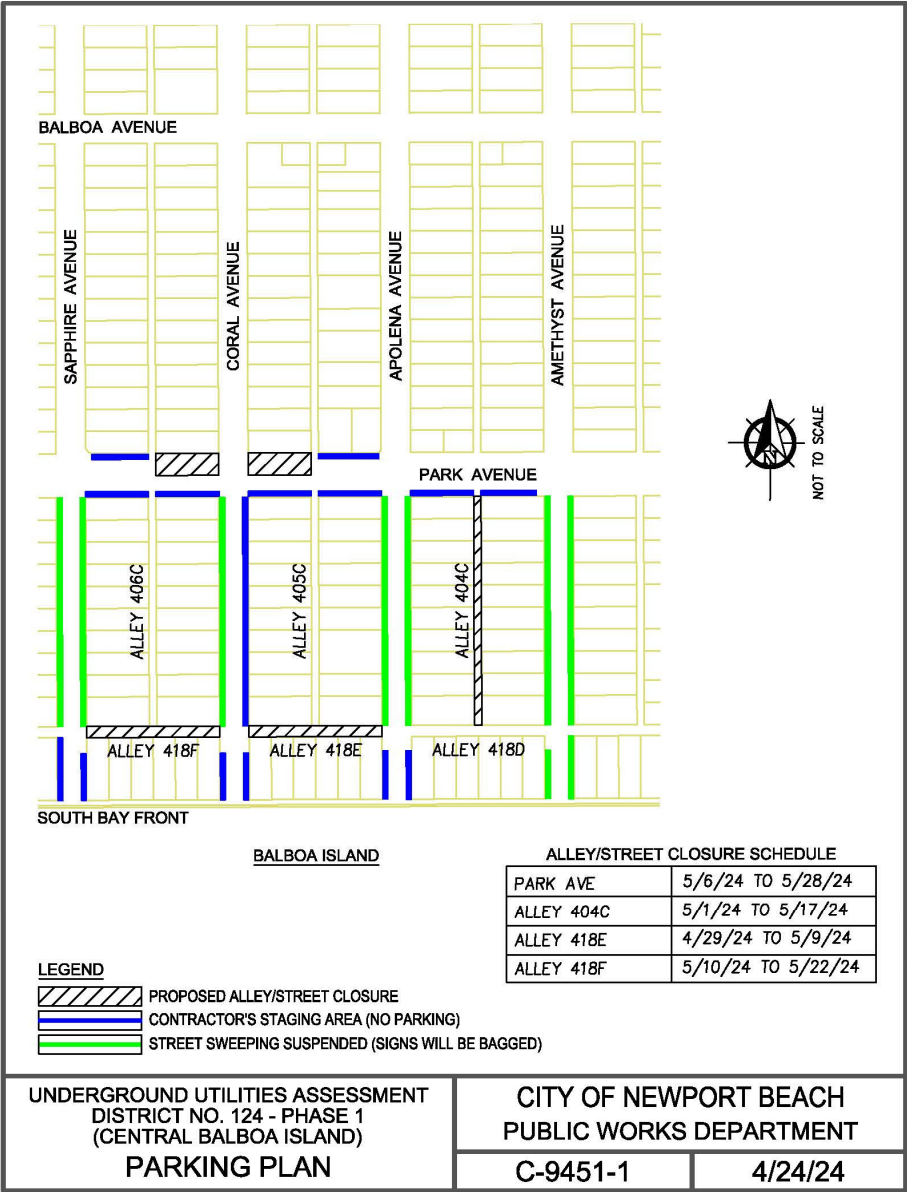 BALBOA AVENUE
SAPPHIRE AVENUE
CORAL AVENUE
APOLENA AVENUE
AMETHYST AVENUE
N
NOT TO SCALE
PARK AVENUE
ALLEY 406C
ALLEY 405C
ALLEY 404C
ALLEY 418F
ALLEY 418E
ALLEY 418D
SOUTH BAY FRONT
BALBOA ISLAND
ALLEY/STREET CLOSURE SCHEDULE
PARK AVE 5/6/24 TO 5/28/24
ALLEY 404C 5/1/24 TO 5/17/24
ALLEY 418E 4/29/24 TO 5/9/24
ALLEY 418F 5/10/24 TO 5/22/24
LEGEND
PROPOSED ALLEY/STREET CLOSURE
CONTRACTOR'S STAGING AREA (NO PARKING)
STREET SWEEPING SUSPENDED (SIGNS WILL BE BAGGED)
UNDERGROUND UTILITIES ASSESSMENT
DISTRICT NO. 124 - PHASE 1
(CENTRAL BALBOA ISLAND)
PARKING PLAN
CITY OF NEWPORT BEACH
PUBLIC WORKS DEPARTMENT
C-9451-1
4/24/24